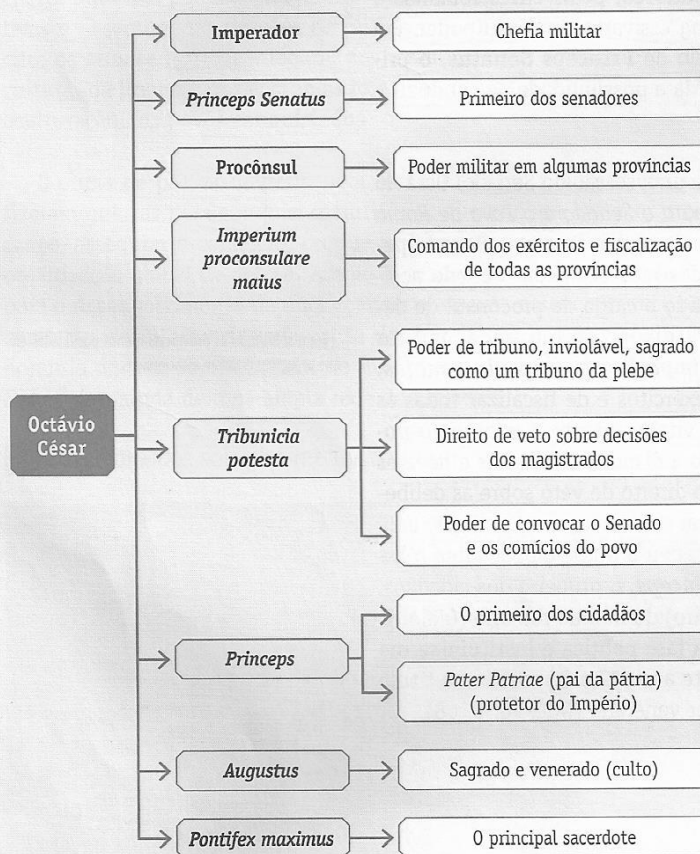 Imperador
Chefia militar
Princeps Senatus
Primeiro dos senadores
Procônsul
Poder militar em algumas províncias
Imperium
proconsulare
maius
Comando dos exércitos e fiscalização
de todas as províncias
Octávio
César
Tribunicia
potesta
Poder de tribuno, inviolável, sagrado
como um tribuno da plebe
Direito de veto sobre decisões
dos magistrados
Poder de convocar o Senado
e os comícios do povo
Princeps
O primeiro dos cidadãos
Pater Patriae (pai da pátria)
(protetor do Império)
Augustus
Sagrado e venerado (culto)
Pontifex maximus
O principal sacerdote